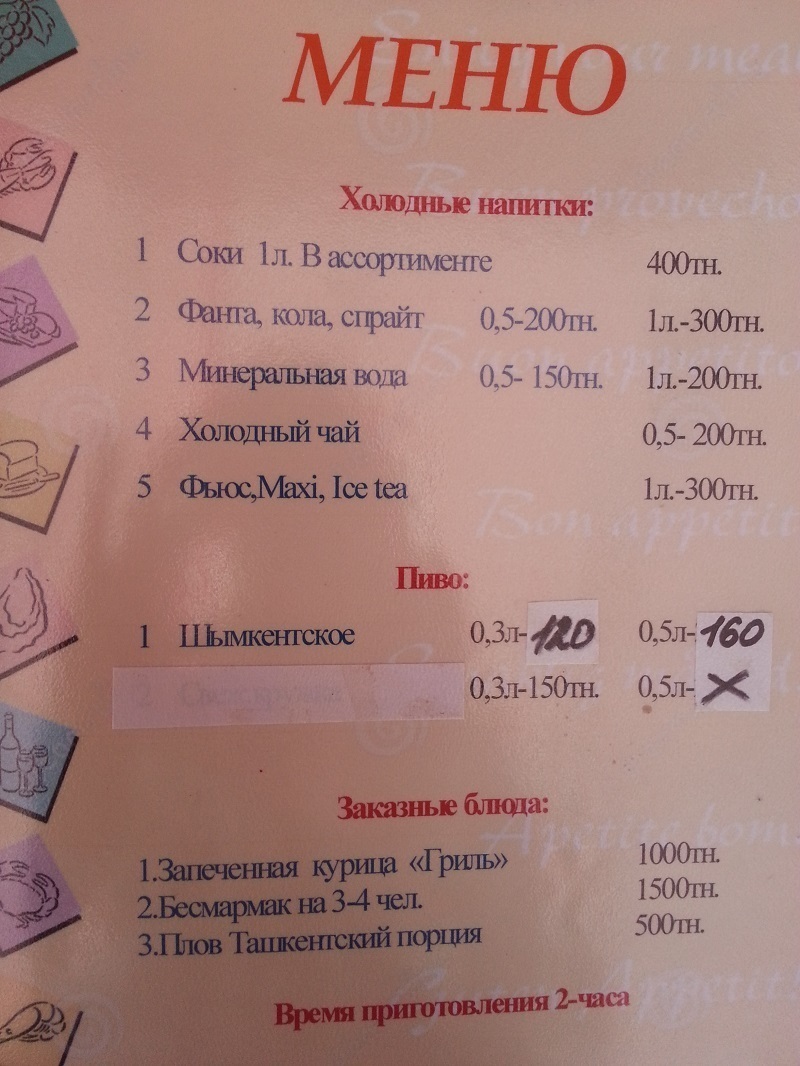 МЕНЮ
Холодные напитки:
1 Соки 1л. В ассортименте 400тн.
2 Фанта, кола, спрайт 0,5-200тн. 1л.-300тн.
3 Минеральная вода 0,5- 150тн. 1л.-200тн.
4 Холодный чай 0,5- 200тн.
5 Фьюс,Maxi, Ice tea 1л.-300тн.
Пиво:
1 Шымкентское 0,3л-120 0,5л-160
2 0,3л-150тн. 0,5л-X
Заказные блюда:
1.Запеченная курица «Гриль» 1000тн.
2.Бесмармак на 3-4 чел. 1500тн.
3.Плов Ташкентский порция 500тн.
Время приготовления 2-часа